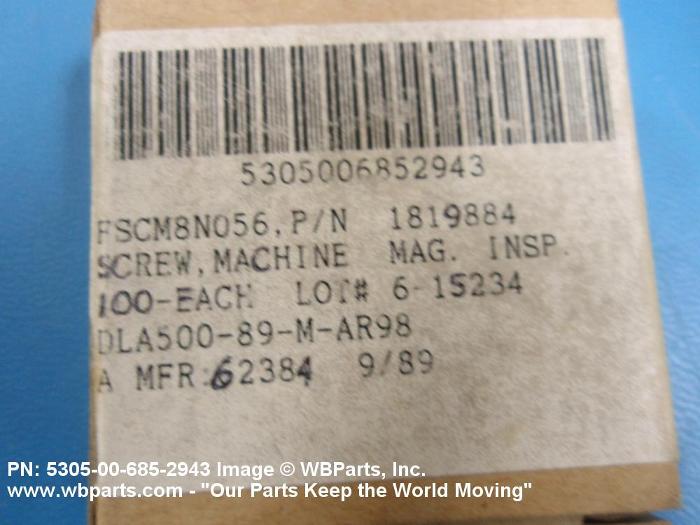 5305006852943
FSCM8N056,P/N 1819884
SCREW,MACHINE MAG. INSP.
100-EACH LOT# 6-15234
DLA500-89-M-AR98
A MFR:62384 9/89
PN: 5305-00-685-2943 Image © WBParts, Inc.
www.wbparts.com - "Our Parts Keep the World Moving"